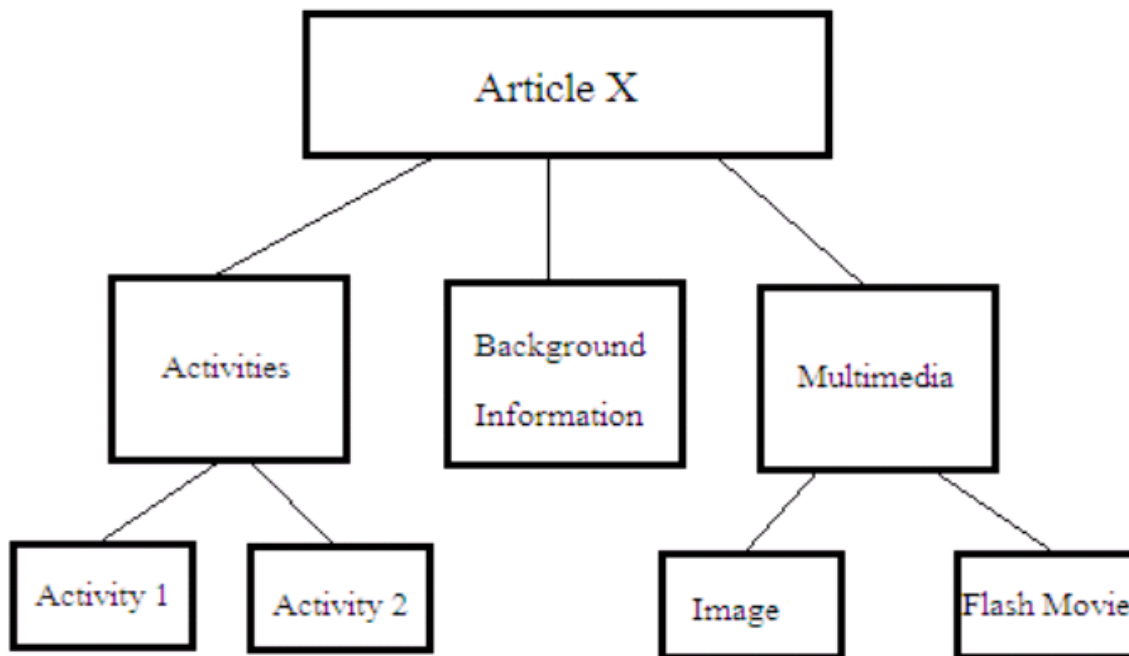 Article X
Activities
Background
Information
Multimedia
Activity 1
Activity 2
Image
Flash Movie